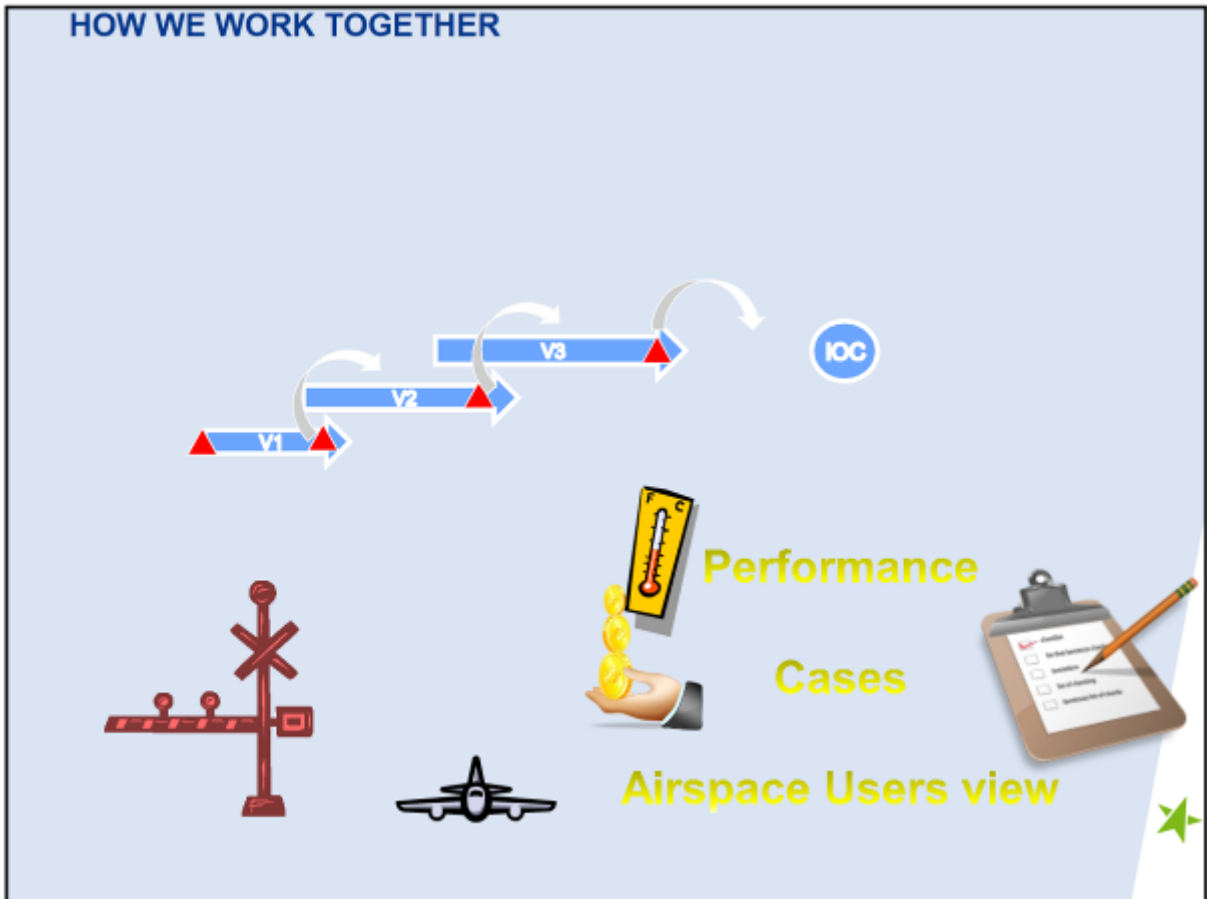 HOW WE WORK TOGETHER
V3
IOC
V2
V1
F C
Performance
Cases
Airspace Users view